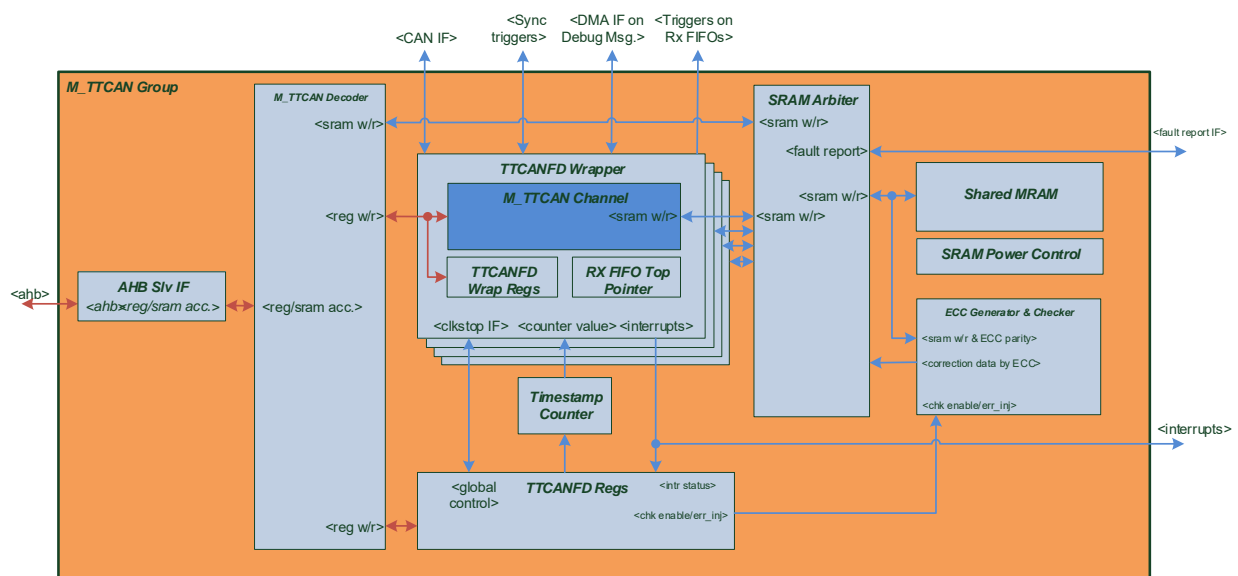 <CAN IF>
<Sync
triggers>
<DMA IF on
Debug Msg.>
<Triggers on
Rx FIFOs>
M_TTCAN Group
M_TTCAN Decoder
<sram w/r>
<reg w/r>
<reg/sram acc.>
<reg w/r>
<ahb>
AHB Slv IF
<ahb⇔reg/sram acc.>
TTCANFD Wrapper
M_TTCAN Channel
<sram w/r>
TTCANFD
Wrap Regs
RX FIFO Top
Pointer
<clkstop IF>
<counter value>
<interrupts>
Timestamp
Counter
<global
control>
TTCANFD Regs
<intr status>
<chk enable/err_inj>
SRAM Arbiter
<sram w/r>
<fault report>
<sram w/r>
<sram w/r>
<fault report IF>
Shared MRAM
SRAM Power Control
ECC Generator & Checker
<sram w/r & ECC parity>
<correction data by ECC>
<chk enable/err_inj>
<interrupts>